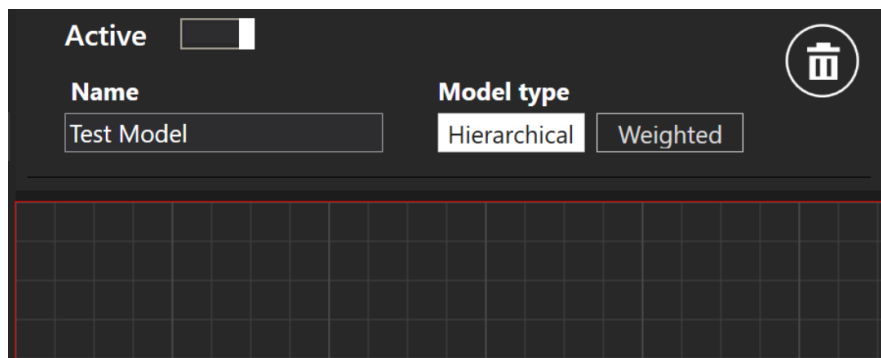 Active
Name
Model type
Test Model
Hierarchical
Weighted